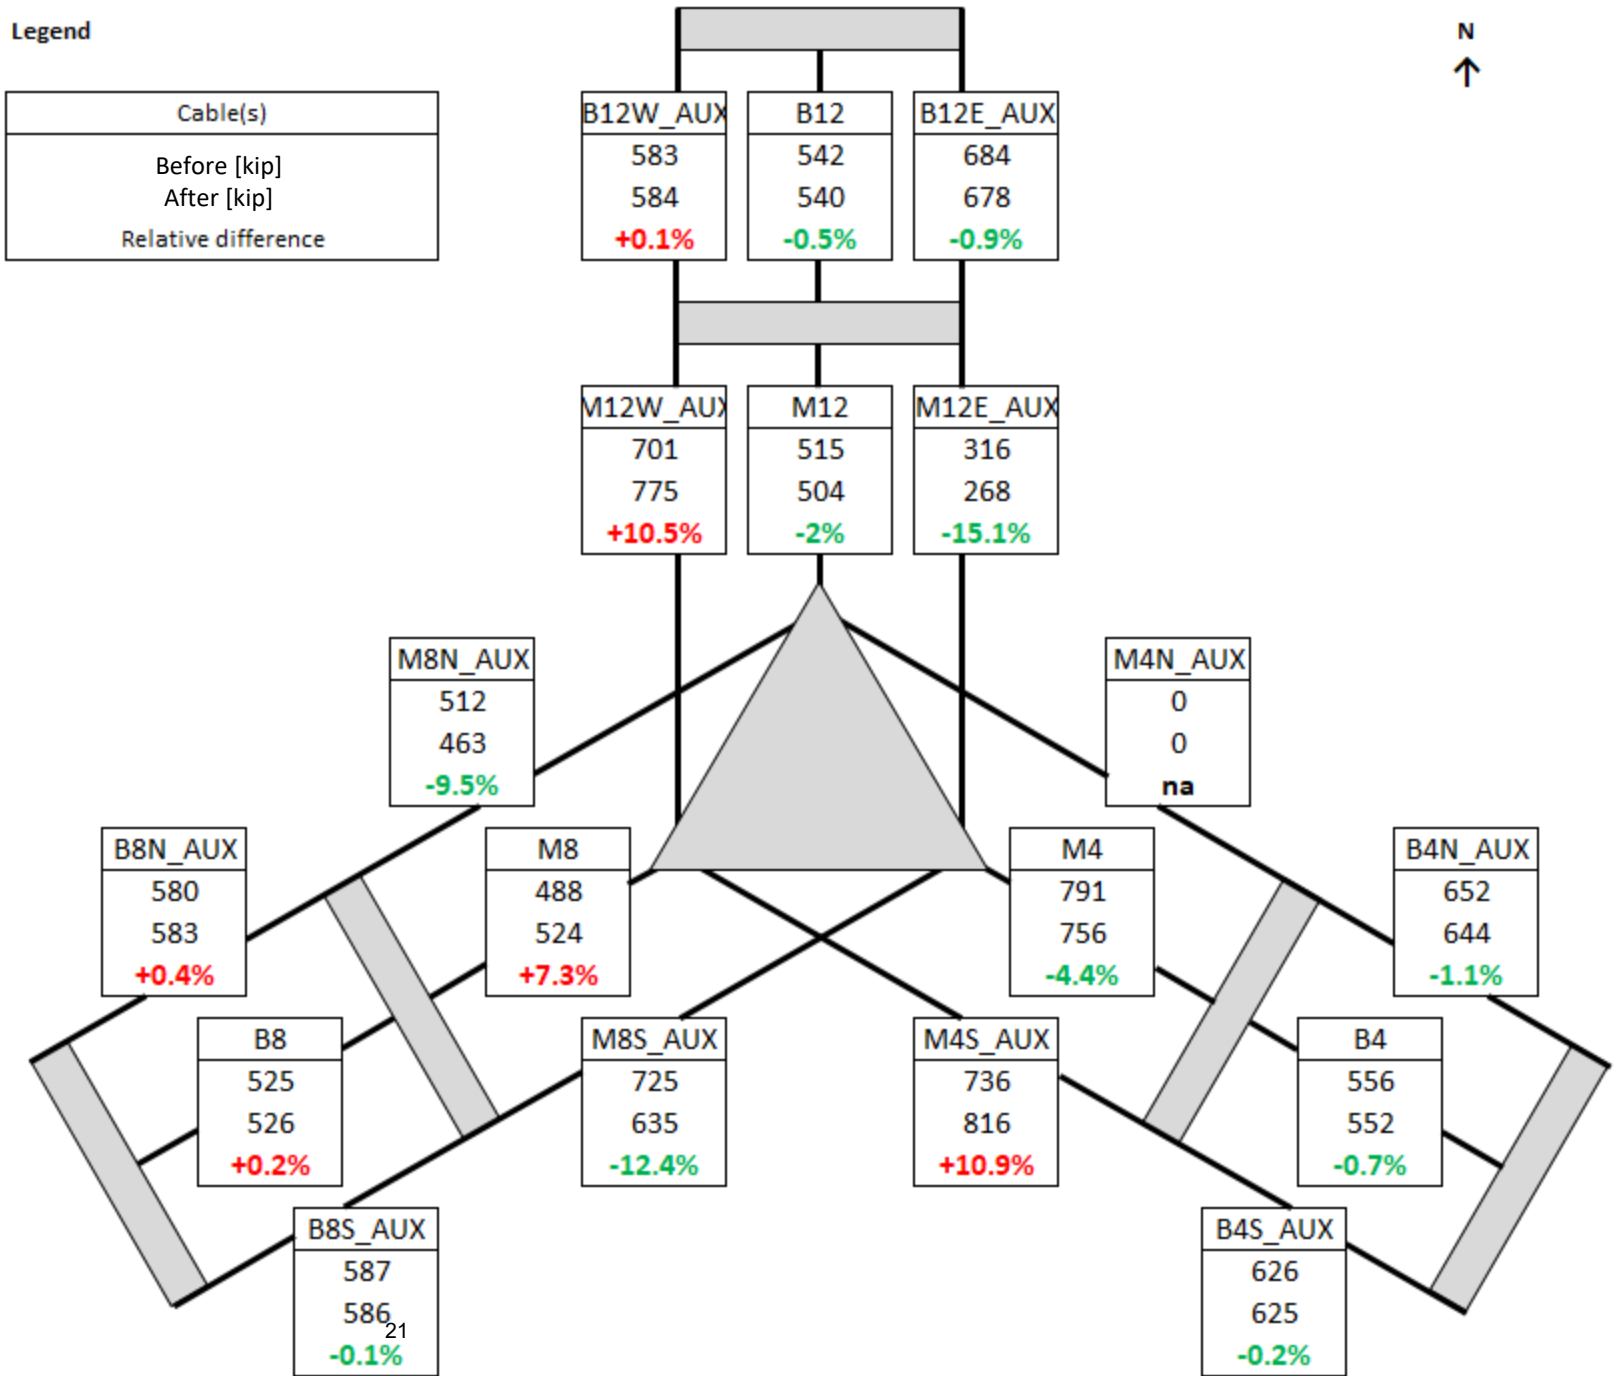 Legend
N
↑
Cable(s)
Before [kip]
After [kip]
Relative difference
B12W_AUX
583
584
+0.1%
B12
542
540
-0.5%
B12E_AUX
684
678
-0.9%
M12W_AUX
701
775
+10.5%
M12
515
504
-2%
M12E_AUX
316
268
-15.1%
M8N_AUX
512
463
-9.5%
M4N_AUX
0
0
na
B8N_AUX
580
583
+0.4%
M8
488
524
+7.3%
M4
791
756
-4.4%
B4N_AUX
652
644
-1.1%
B8
525
526
+0.2%
M8S_AUX
725
635
-12.4%
M4S_AUX
736
816
+10.9%
B4
556
552
-0.7%
B8S_AUX
587
586
-0.1%
B4S_AUX
626
625
-0.2%
21